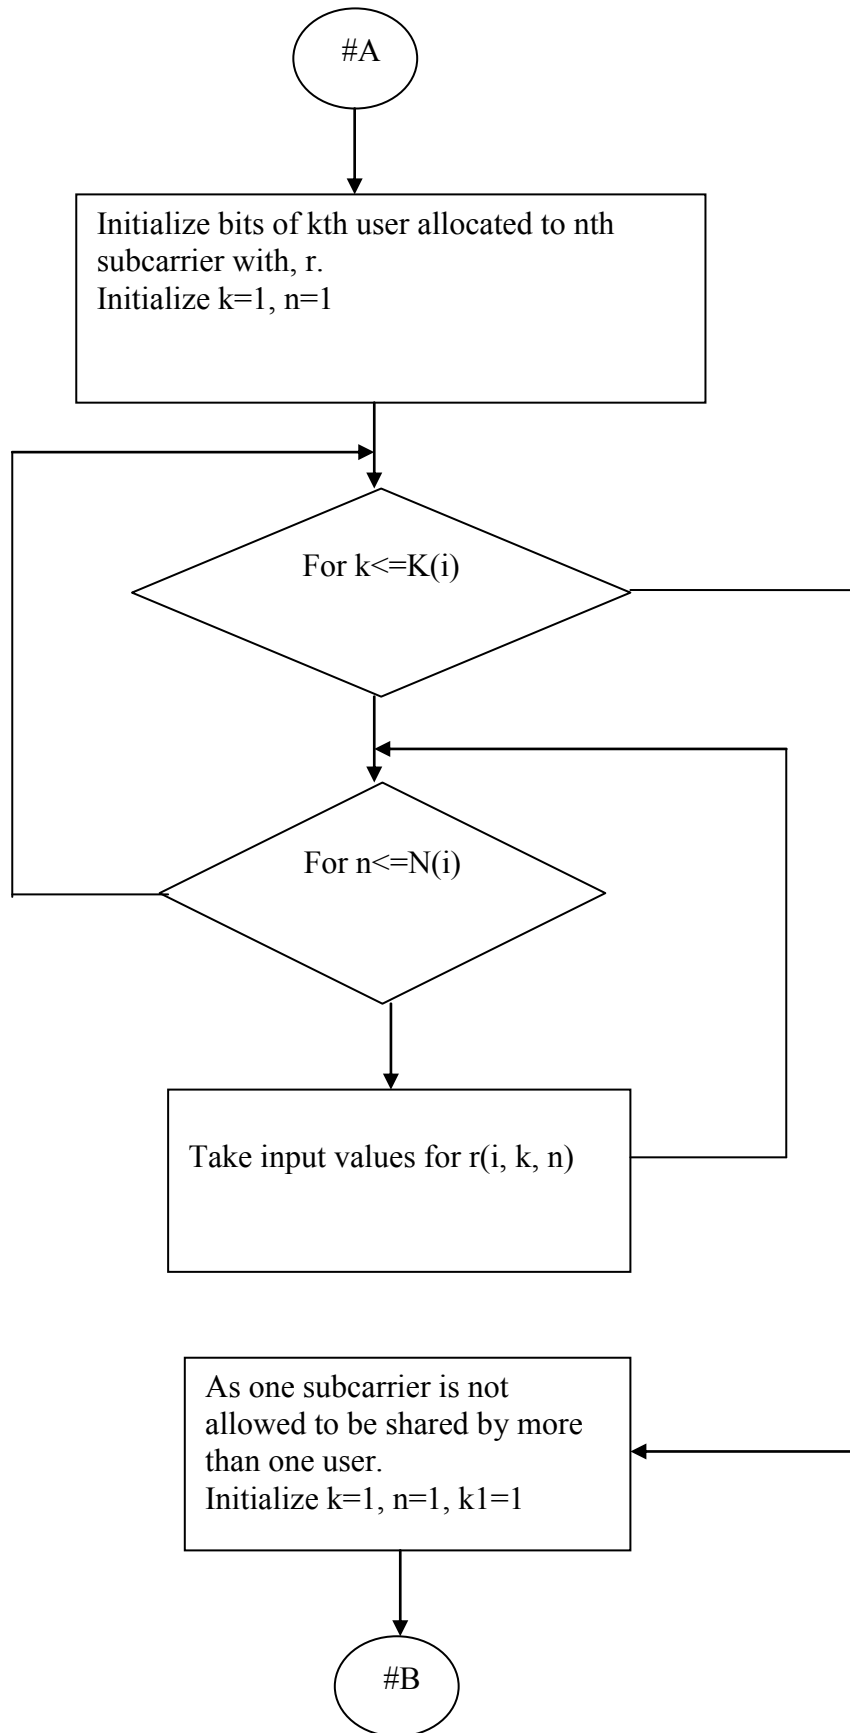 #A
Initialize bits of kth user allocated to nth
subcarrier with, r.
Initialize k=1, n=1
For k<=K(i)
For n<=N(i)
Take input values for r(i, k, n)
As one subcarrier is not
allowed to be shared by more
than one user.
Initialize k=1, n=1, k1=1
#B